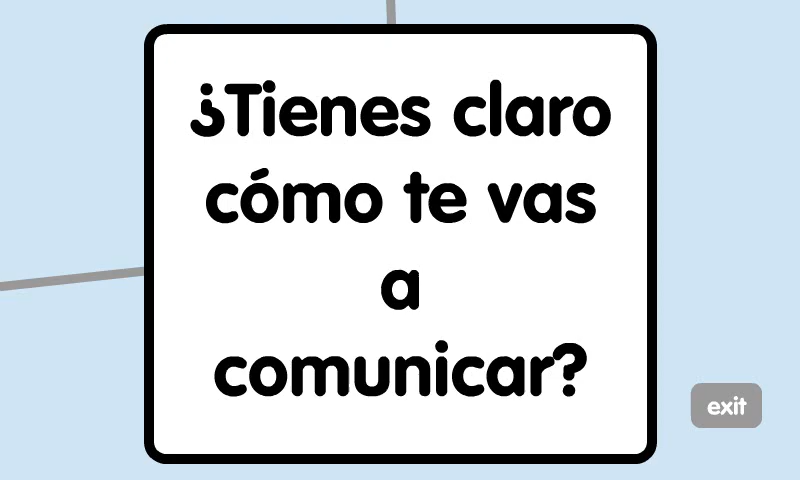 ¿Tienes claro
cómo te vas
a
comunicar?
exit